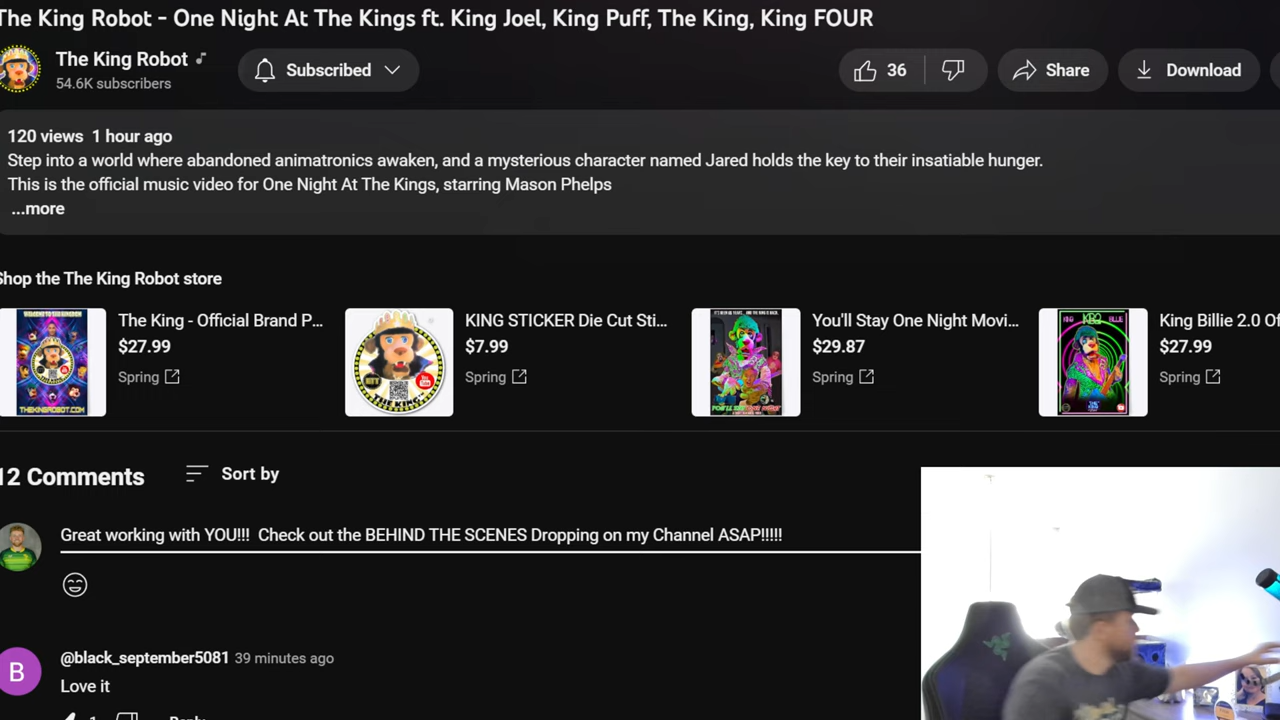 The King Robot - One Night At The Kings ft. King Joel, King Puff, The King, King FOUR
The King Robot
54.6K subscribers
Subscribed
36
Share
Download
120 views 1 hour ago
Step into a world where abandoned animatronics awaken, and a mysterious character named Jared holds the key to their insatiable hunger.
This is the official music video for One Night At The Kings, starring Mason Phelps
...more
Shop the The King Robot store
The King - Official Brand P...
$27.99
Spring
KING STICKER Die Cut Sti...
$7.99
Spring
You'll Stay One Night Movi...
$29.87
Spring
King Billie 2.0 Of
$27.99
Spring
12 Comments
Sort by
Great working with YOU!!! Check out the BEHIND THE SCENES Dropping on my Channel ASAP!!!!!
B
@black_september5081 39 minutes ago
Love it
1
Reply